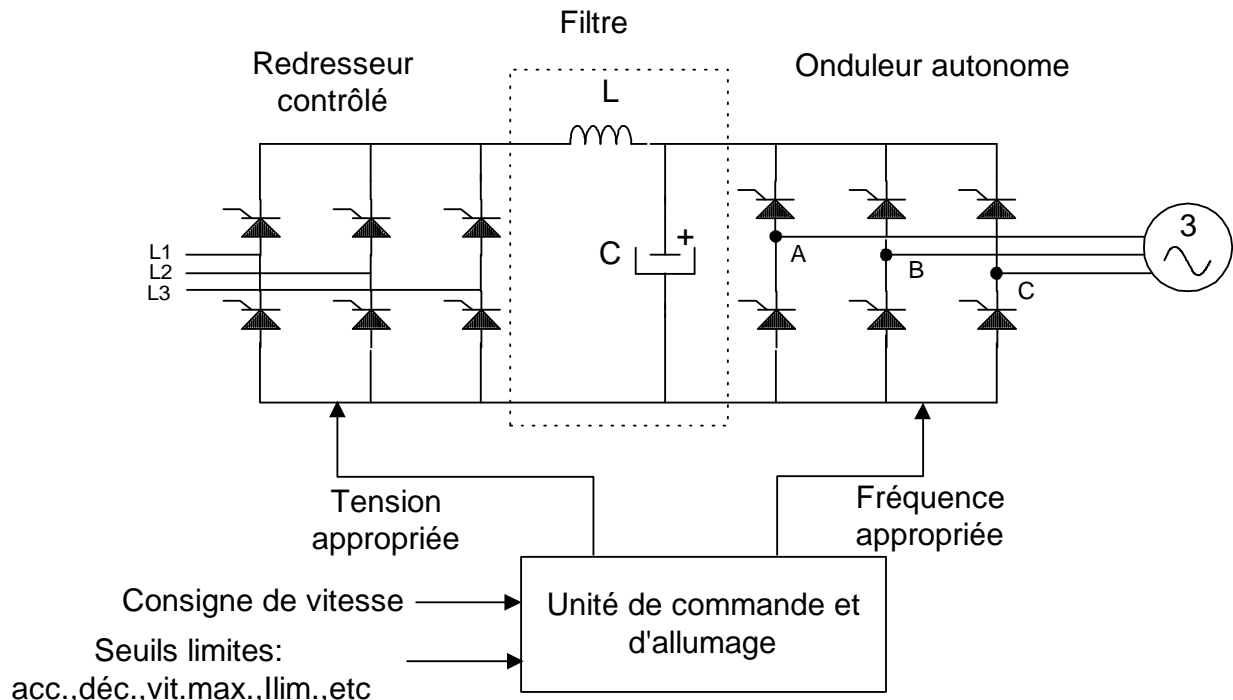 Filtre
Redresseur
contrôlé
Onduleur autonome
L
C
+
L1
L2
L3
A
B
C
3
Tension
appropriée
Fréquence
appropriée
Consigne de vitesse
Unité de commande et
d'allumage
Seuils limites:
acc.,déc.,vit.max.,Ilim.,etc